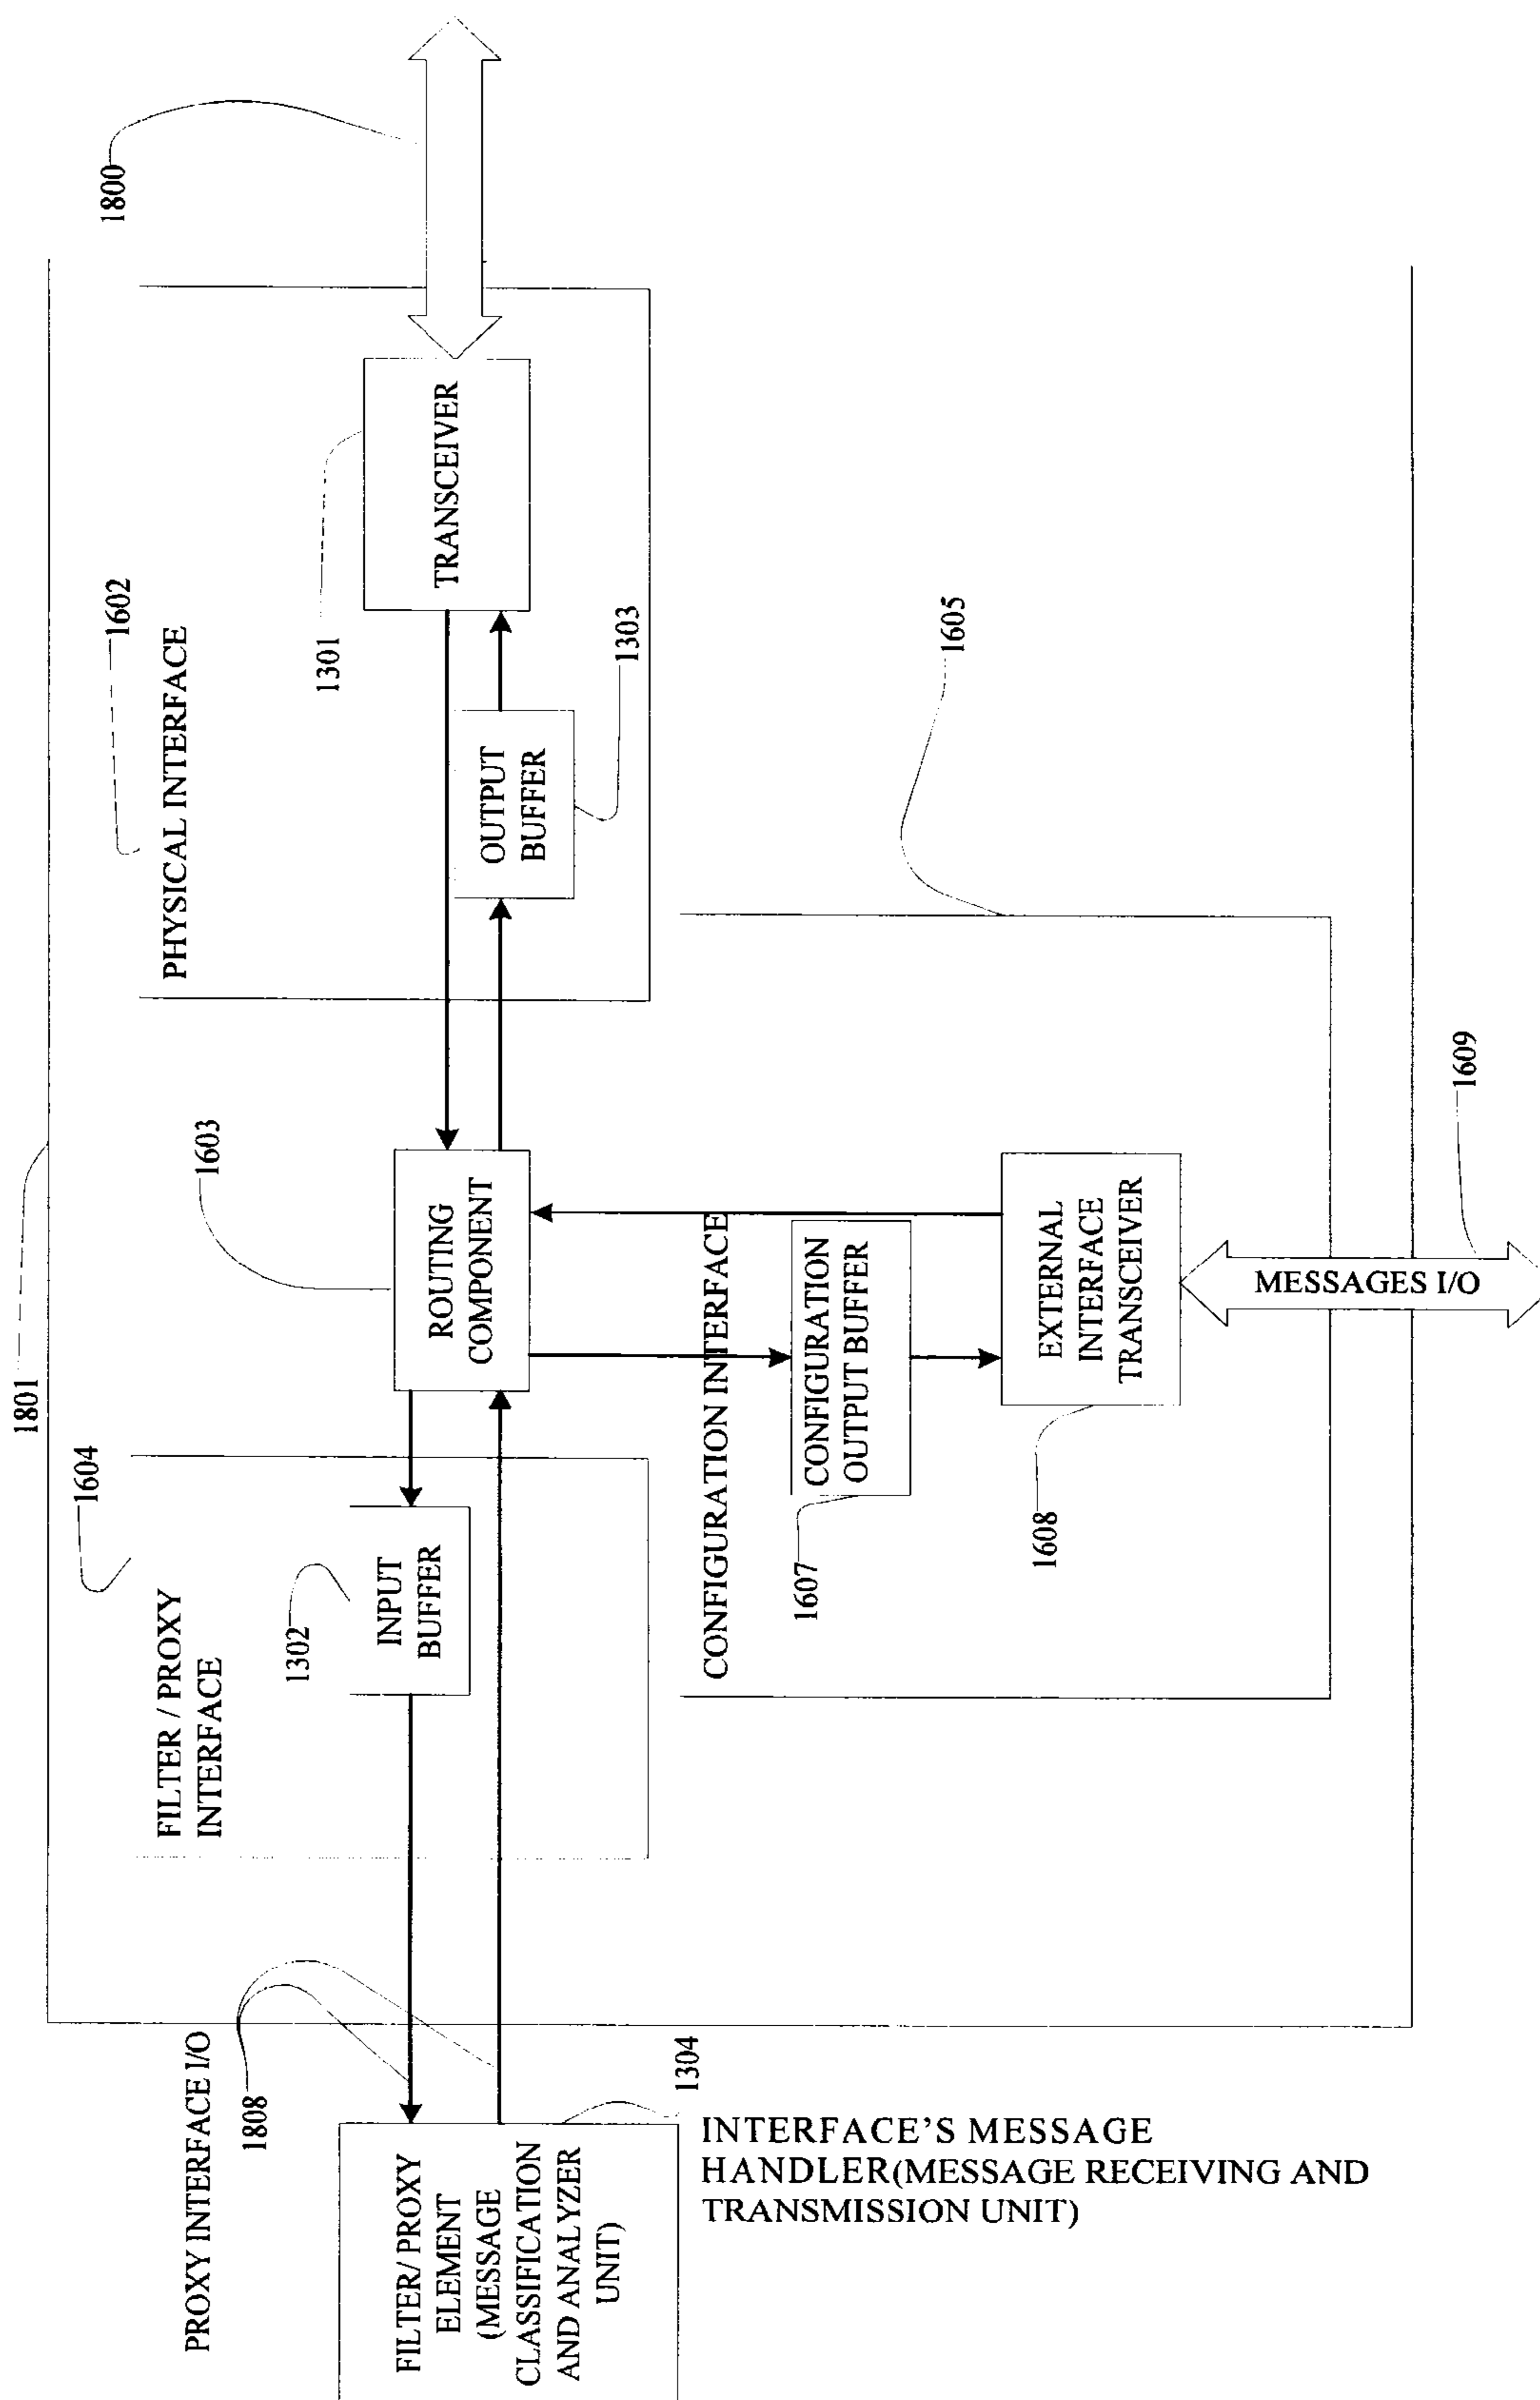 1800
1602
PHYSICAL INTERFACE
1301
TRANSCEIVER
OUTPUT
BUFFER
1303
1605
1801
1603
ROUTING
COMPONENT
CONFIGURATION INTERFACE
CONFIGURATION
OUTPUT BUFFER
1607
EXTERNAL
INTERFACE
TRANSCEIVER
1608
MESSAGES I/O
1609
1604
FILTER / PROXY
INTERFACE
1302
INPUT
BUFFER
PROXY INTERFACE I/O
1808
FILTER/ PROXY
ELEMENT
(MESSAGE
CLASSIFICATION
AND ANALYZER
UNIT)
1304
INTERFACE'S MESSAGE
HANDLER(MESSAGE RECEIVING AND
TRANSMISSION UNIT)